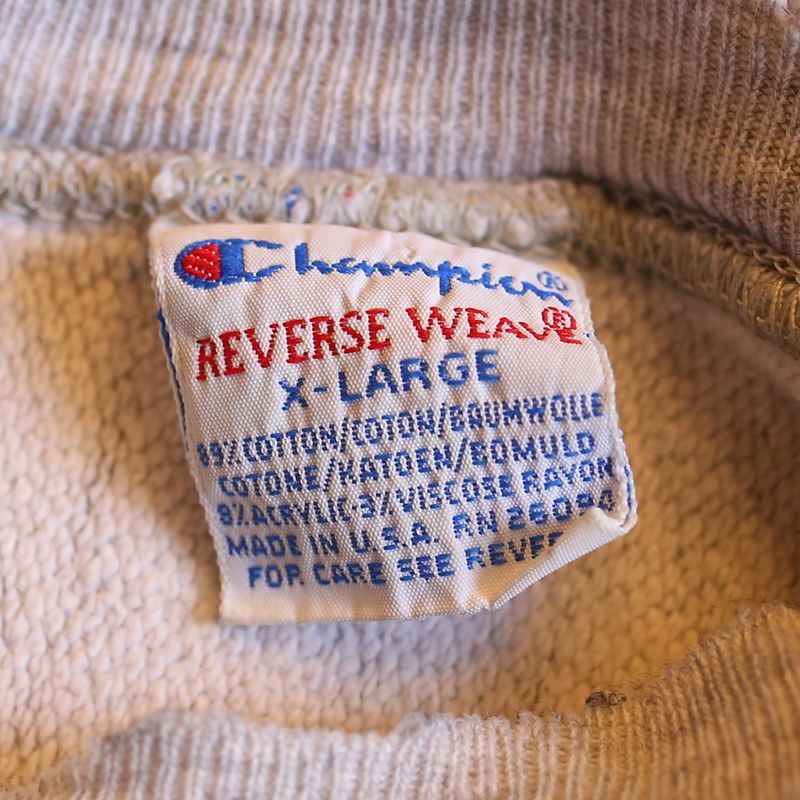 Champion®
REVERSE WEAVE®
X-LARGE
89% COTTON/COTON/BAUMWOLLE
COTONE/KATOEN/BOMULD
8% ACRYLIC·3% VISCOSE RAYON
MADE IN U.S.A. RN 26094
FOR CARE SEE